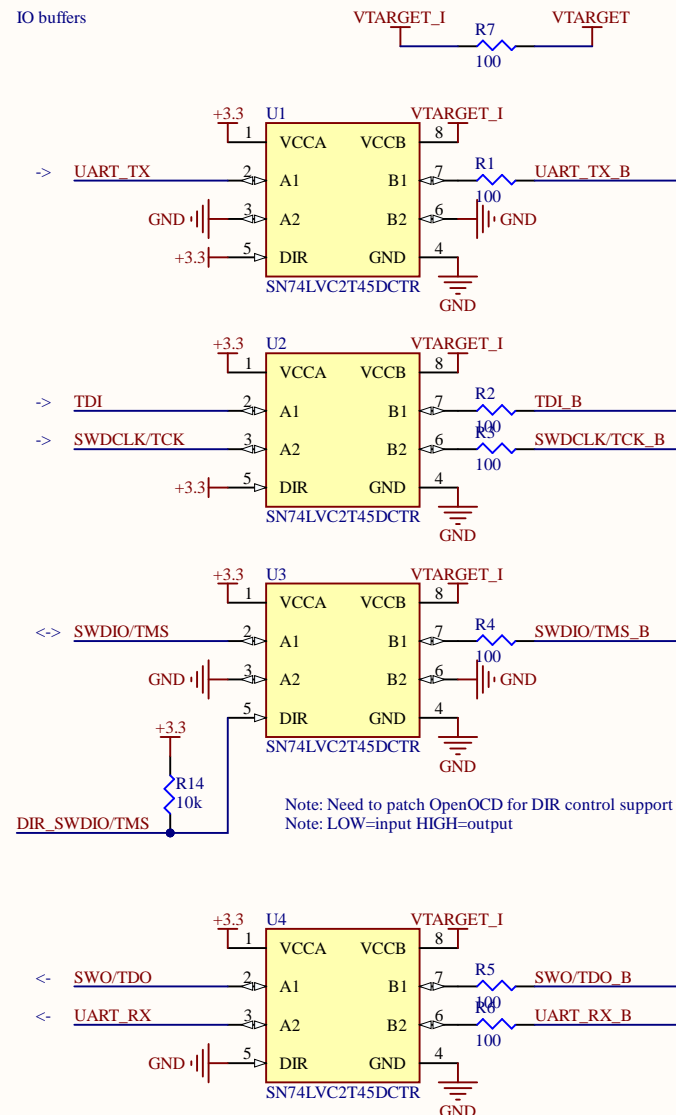 IO buffers
VTARGET_I VTARGET
R7
100
+3.3 U1 VTARGET_I
1 VCCA VCCB 8
-> UART_TX 2 A1 B1 7 R1 UART_TX_B
100
GND 3 A2 B2 6 GND
+3.3 5 DIR GND 4
SN74LVC2T45DCTR
GND
+3.3 U2 VTARGET_I
1 VCCA VCCB 8
-> TDI 2 A1 B1 7 R2 TDI_B
100
-> SWDCLK/TCK 3 A2 B2 6 R3 SWDCLK/TCK_B
100
+3.3 5 DIR GND 4
SN74LVC2T45DCTR
GND
+3.3 U3 VTARGET_I
1 VCCA VCCB 8
<-> SWDIO/TMS 2 A1 B1 7 R4 SWDIO/TMS_B
100
GND 3 A2 B2 6 GND
5 DIR GND 4
+3.3 SN74LVC2T45DCTR
GND
R14
10k
Note: Need to patch OpenOCD for DIR control support
DIR_SWDIO/TMS
Note: LOW=input HIGH=output
+3.3 U4 VTARGET_I
1 VCCA VCCB 8
<- SWO/TDO 2 A1 B1 7 R5 SWO/TDO_B
100
<- UART_RX 3 A2 B2 6 R6 UART_RX_B
100
GND 5 DIR GND 4
SN74LVC2T45DCTR
GND